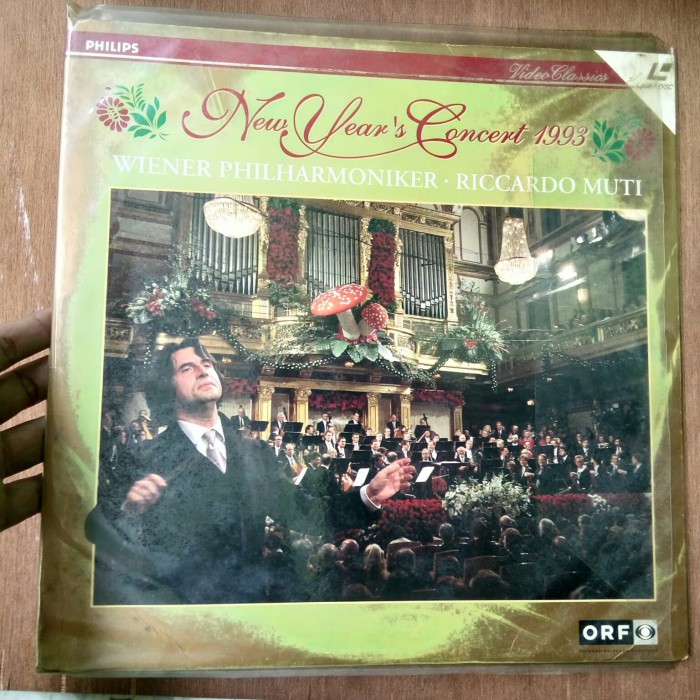 PHILIPS
Video Classics
New Year's Concert 1993
WIENER PHILHARMONIKER · RICCARDO MUTI
ORF